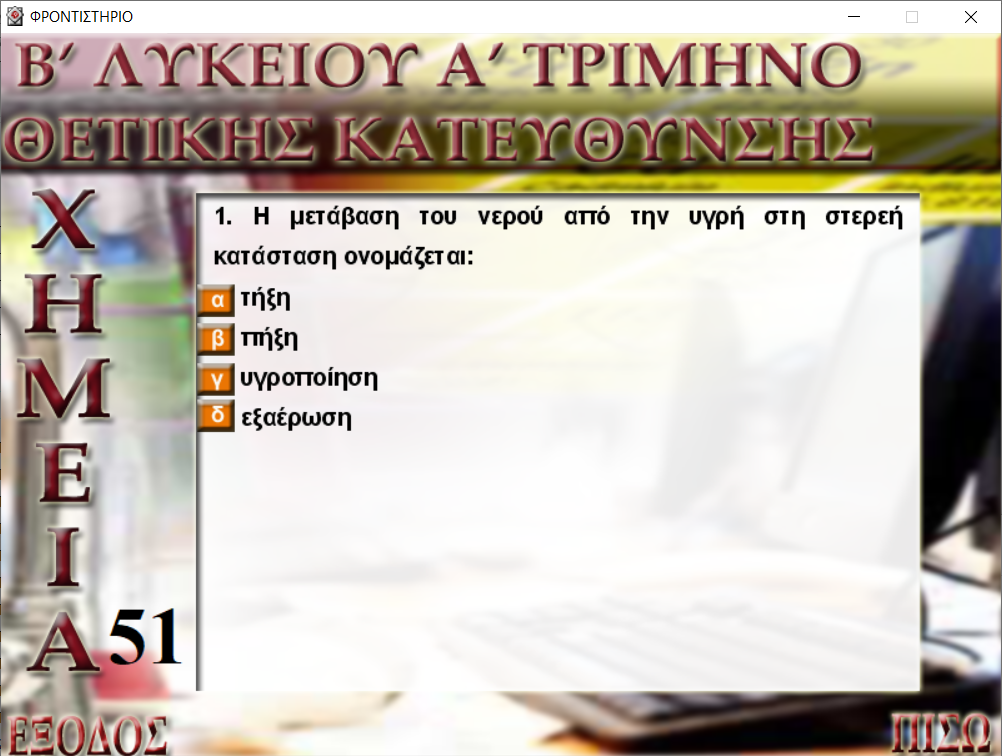 ΦΡΟΝΤΙΣΤΗΡΙΟ
Β΄ ΛΥΚΕΙΟΥ Α΄ ΤΡΙΜΗΝΟ
ΘΕΤΙΚΗΣ ΚΑΤΕΥΘΥΝΣΗΣ
ΧΗΜΕΙΑ
1. Η μετάβαση του νερού από την υγρή στη στερεή
κατάσταση ονομάζεται:
α τήξη
β πήξη
γ υγροποίηση
δ εξαέρωση
51
ΕΞΟΔΟΣ
ΠΙΣΩ